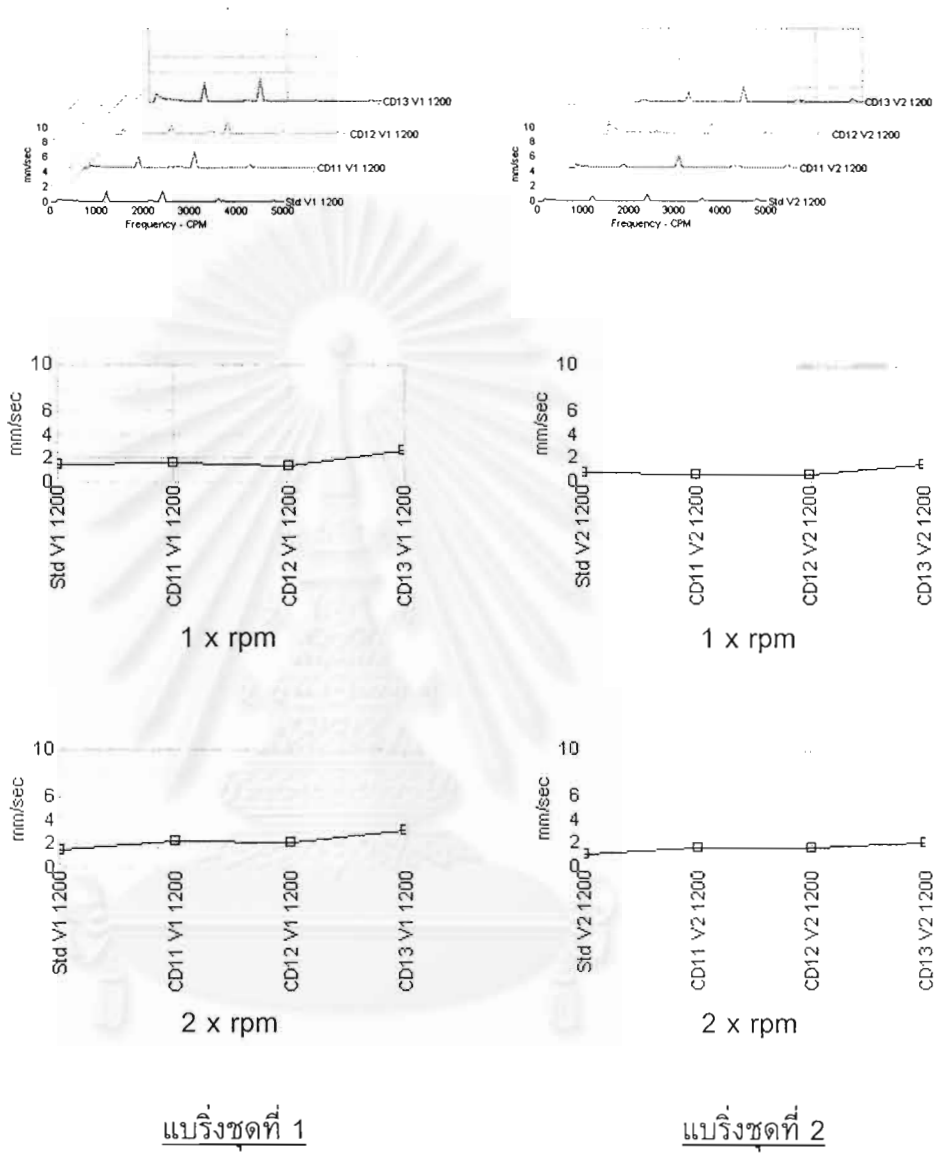 CD13 V1 1200
CD12 V1 1200
CD11 V1 1200
Std V1 1200
10
8
6
4
2
0
mm/sec
0 1000 2000 3000 4000 5000
Frequency - CPM
CD13 V2 1200
CD12 V2 1200
CD11 V2 1200
Std V2 1200
10
8
6
4
2
0
mm/sec
0 1000 2000 3000 4000 5000
Frequency - CPM
10
6
4
2
0
mm/sec
Std V1 1200
CD11 V1 1200
CD12 V1 1200
CD13 V1 1200
1 x rpm
10
6
4
2
0
mm/sec
Std V2 1200
CD11 V2 1200
CD12 V2 1200
CD13 V2 1200
1 x rpm
10
6
4
2
0
mm/sec
Std V1 1200
CD11 V1 1200
CD12 V1 1200
CD13 V1 1200
2 x rpm
10
6
4
2
0
mm/sec
Std V2 1200
CD11 V2 1200
CD12 V2 1200
CD13 V2 1200
2 x rpm
แบริ่งชุดที่ 1
แบริ่งชุดที่ 2